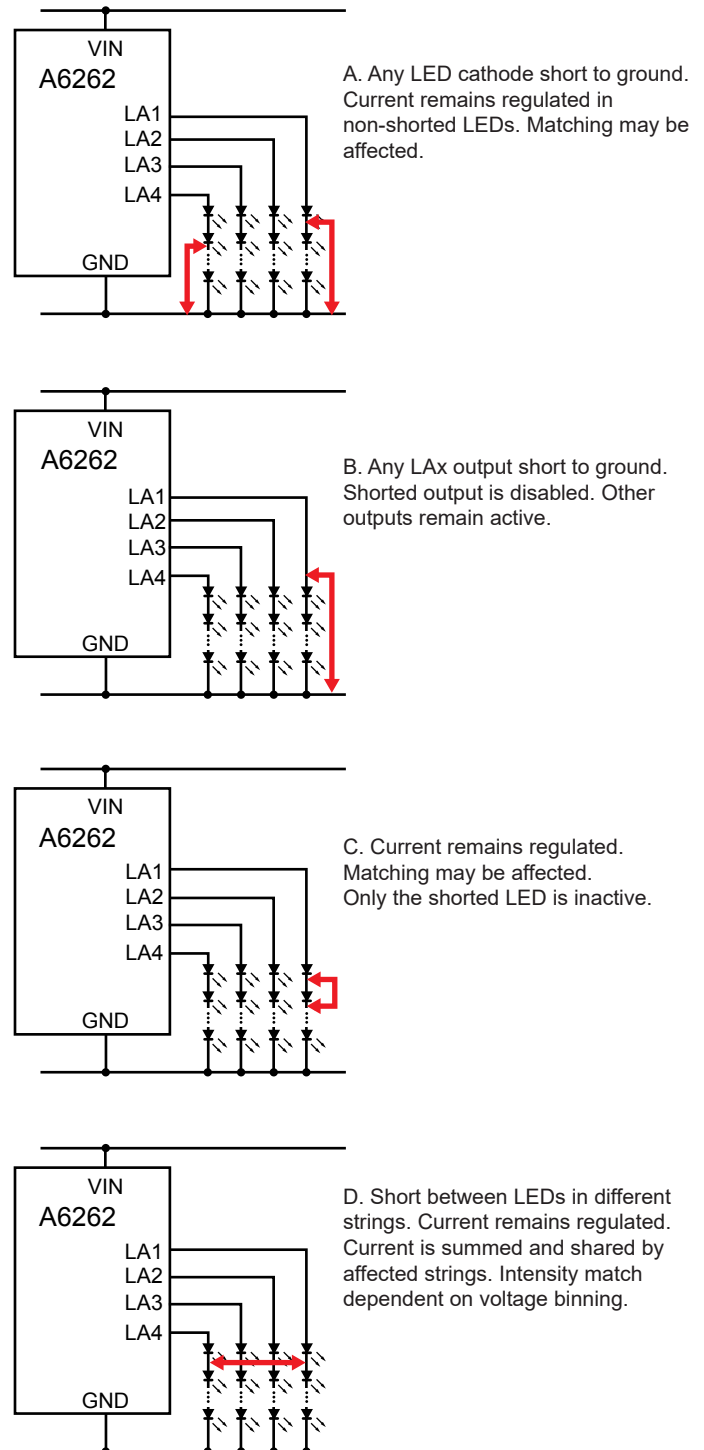 VIN
A6262
LA1
LA2
LA3
LA4
GND
A. Any LED cathode short to ground.
Current remains regulated in
non-shorted LEDs. Matching may be
affected.
VIN
A6262
LA1
LA2
LA3
LA4
GND
B. Any LAx output short to ground.
Shorted output is disabled. Other
outputs remain active.
VIN
A6262
LA1
LA2
LA3
LA4
GND
C. Current remains regulated.
Matching may be affected.
Only the shorted LED is inactive.
VIN
A6262
LA1
LA2
LA3
LA4
GND
D. Short between LEDs in different
strings. Current remains regulated.
Current is summed and shared by
affected strings. Intensity match
dependent on voltage binning.